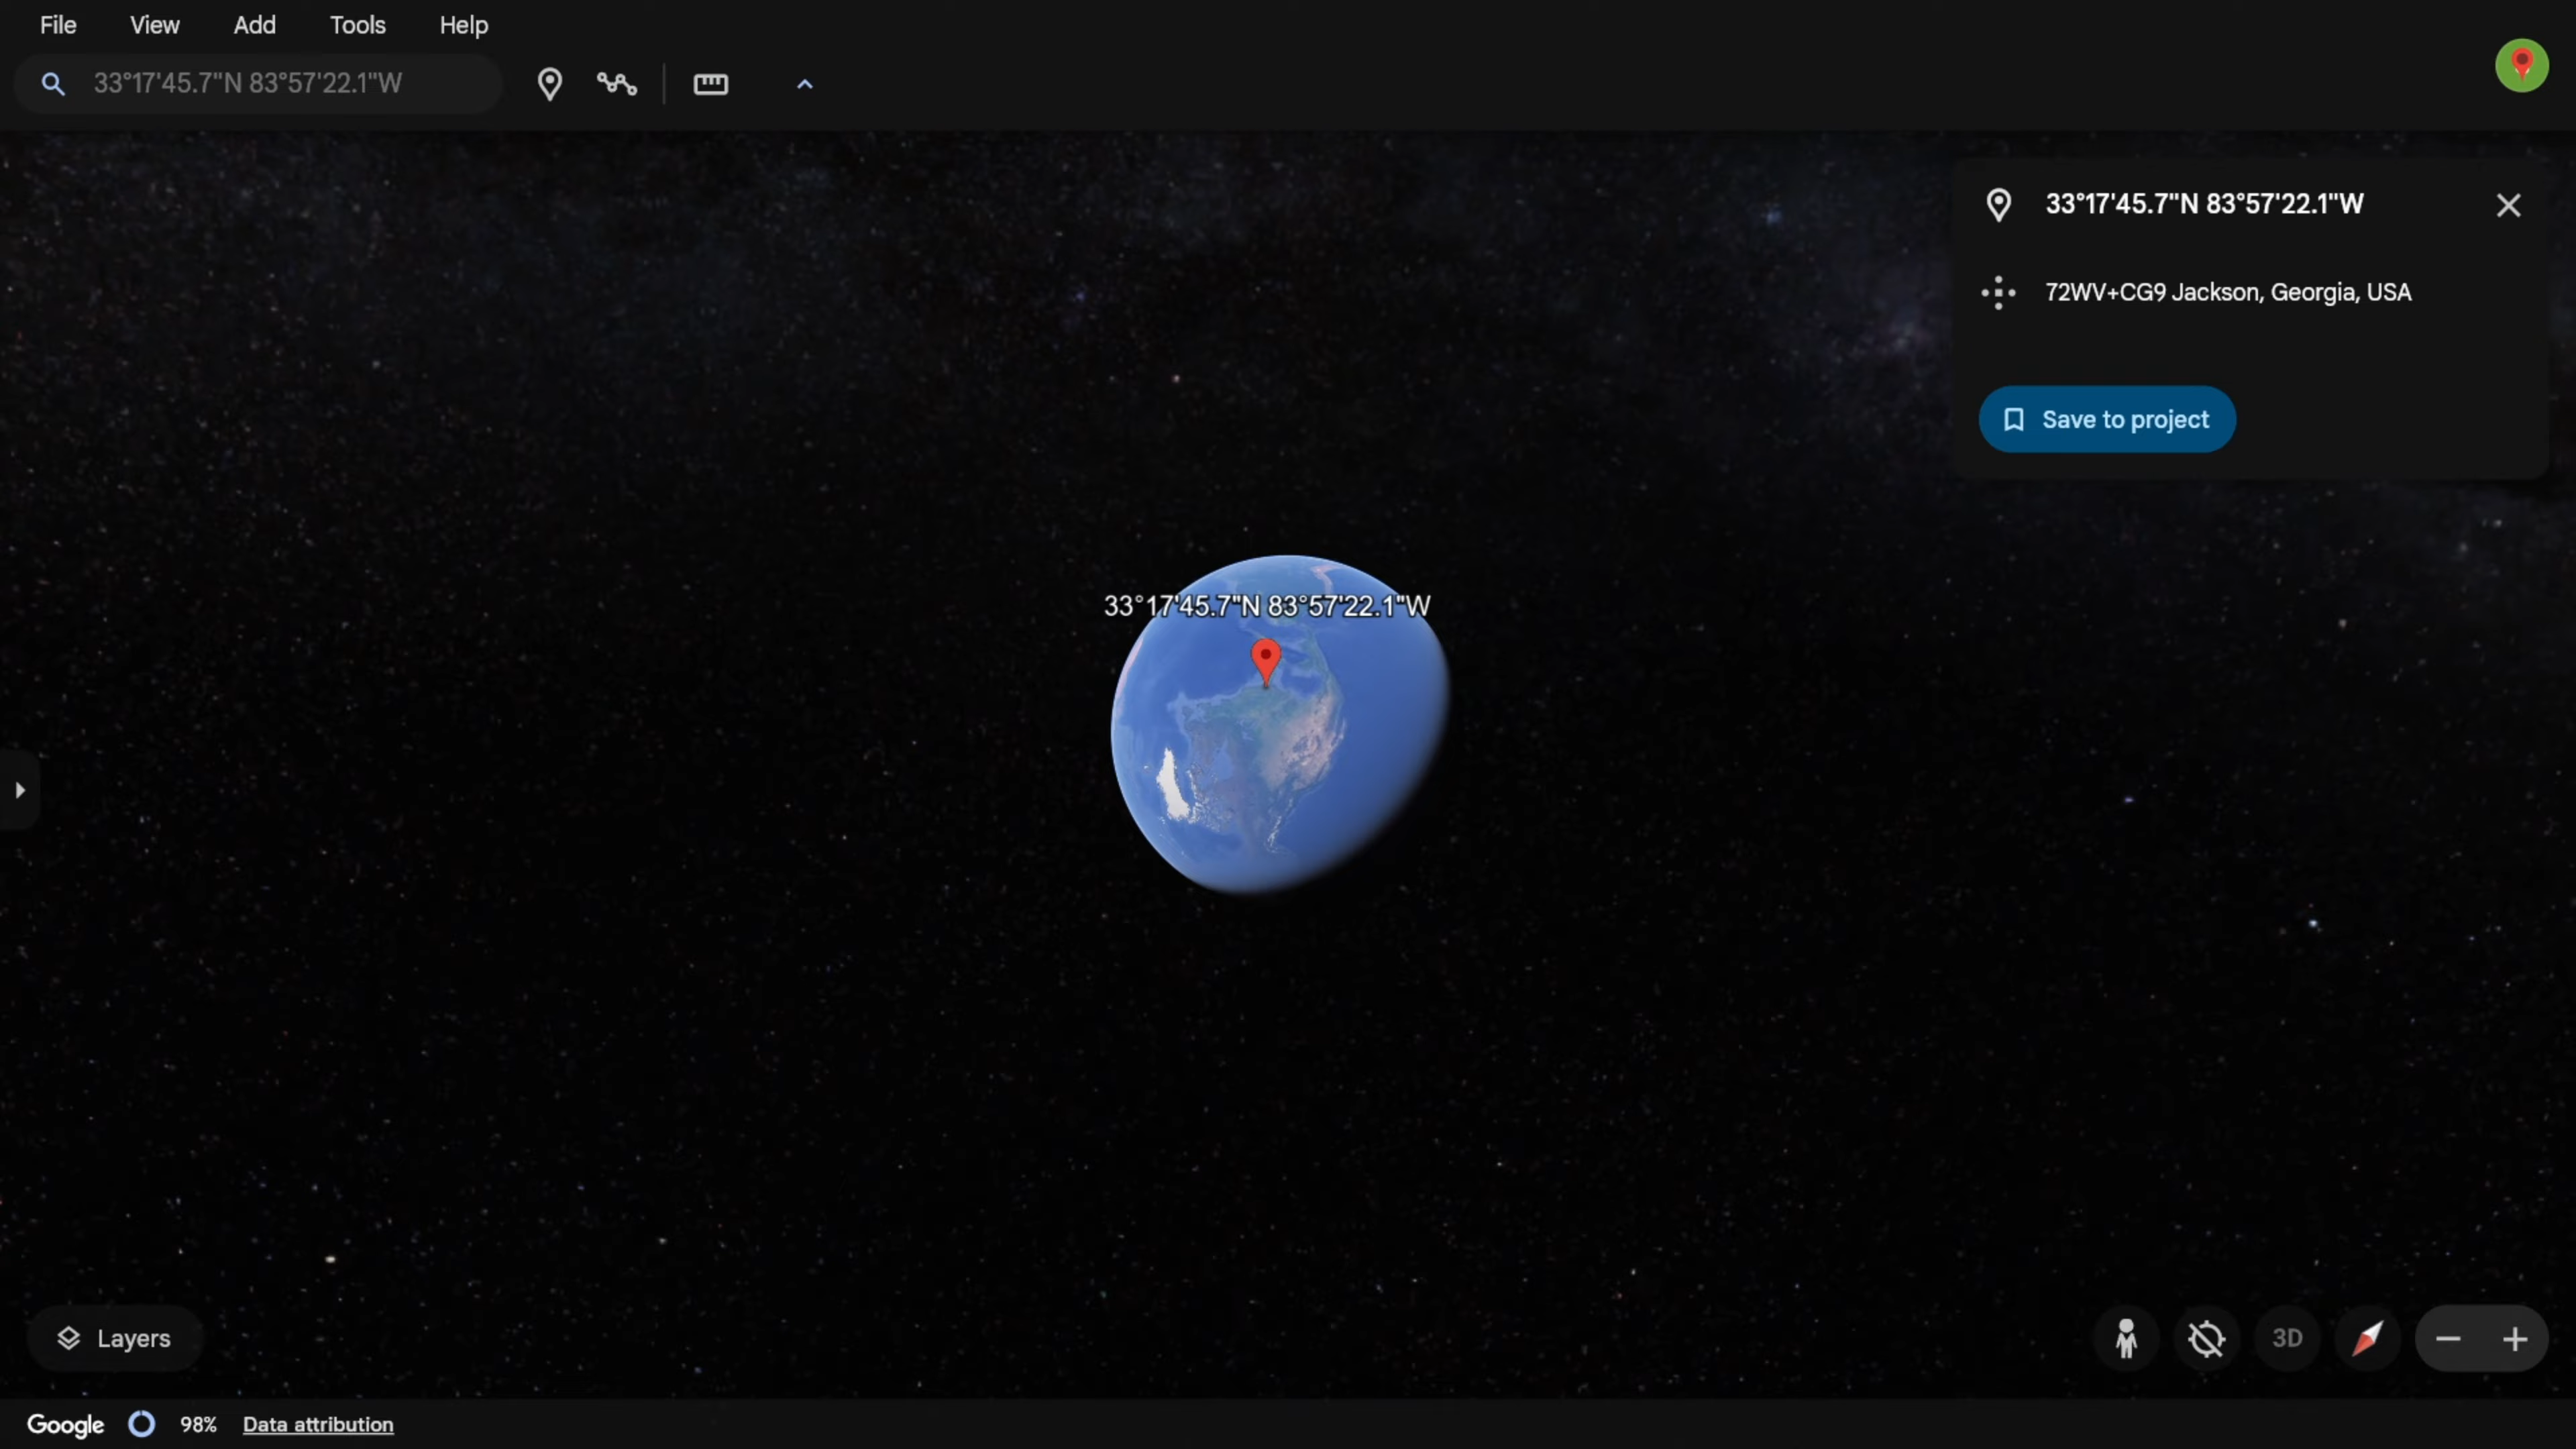 File View Add Tools Help
33°17'45.7"N 83°57'22.1"W
33°17'45.7"N 83°57'22.1"W
72WV+CG9 Jackson, Georgia, USA
Save to project
33°17'45.7"N 83°57'22.1"W
Layers
3D
Google 98% Data attribution